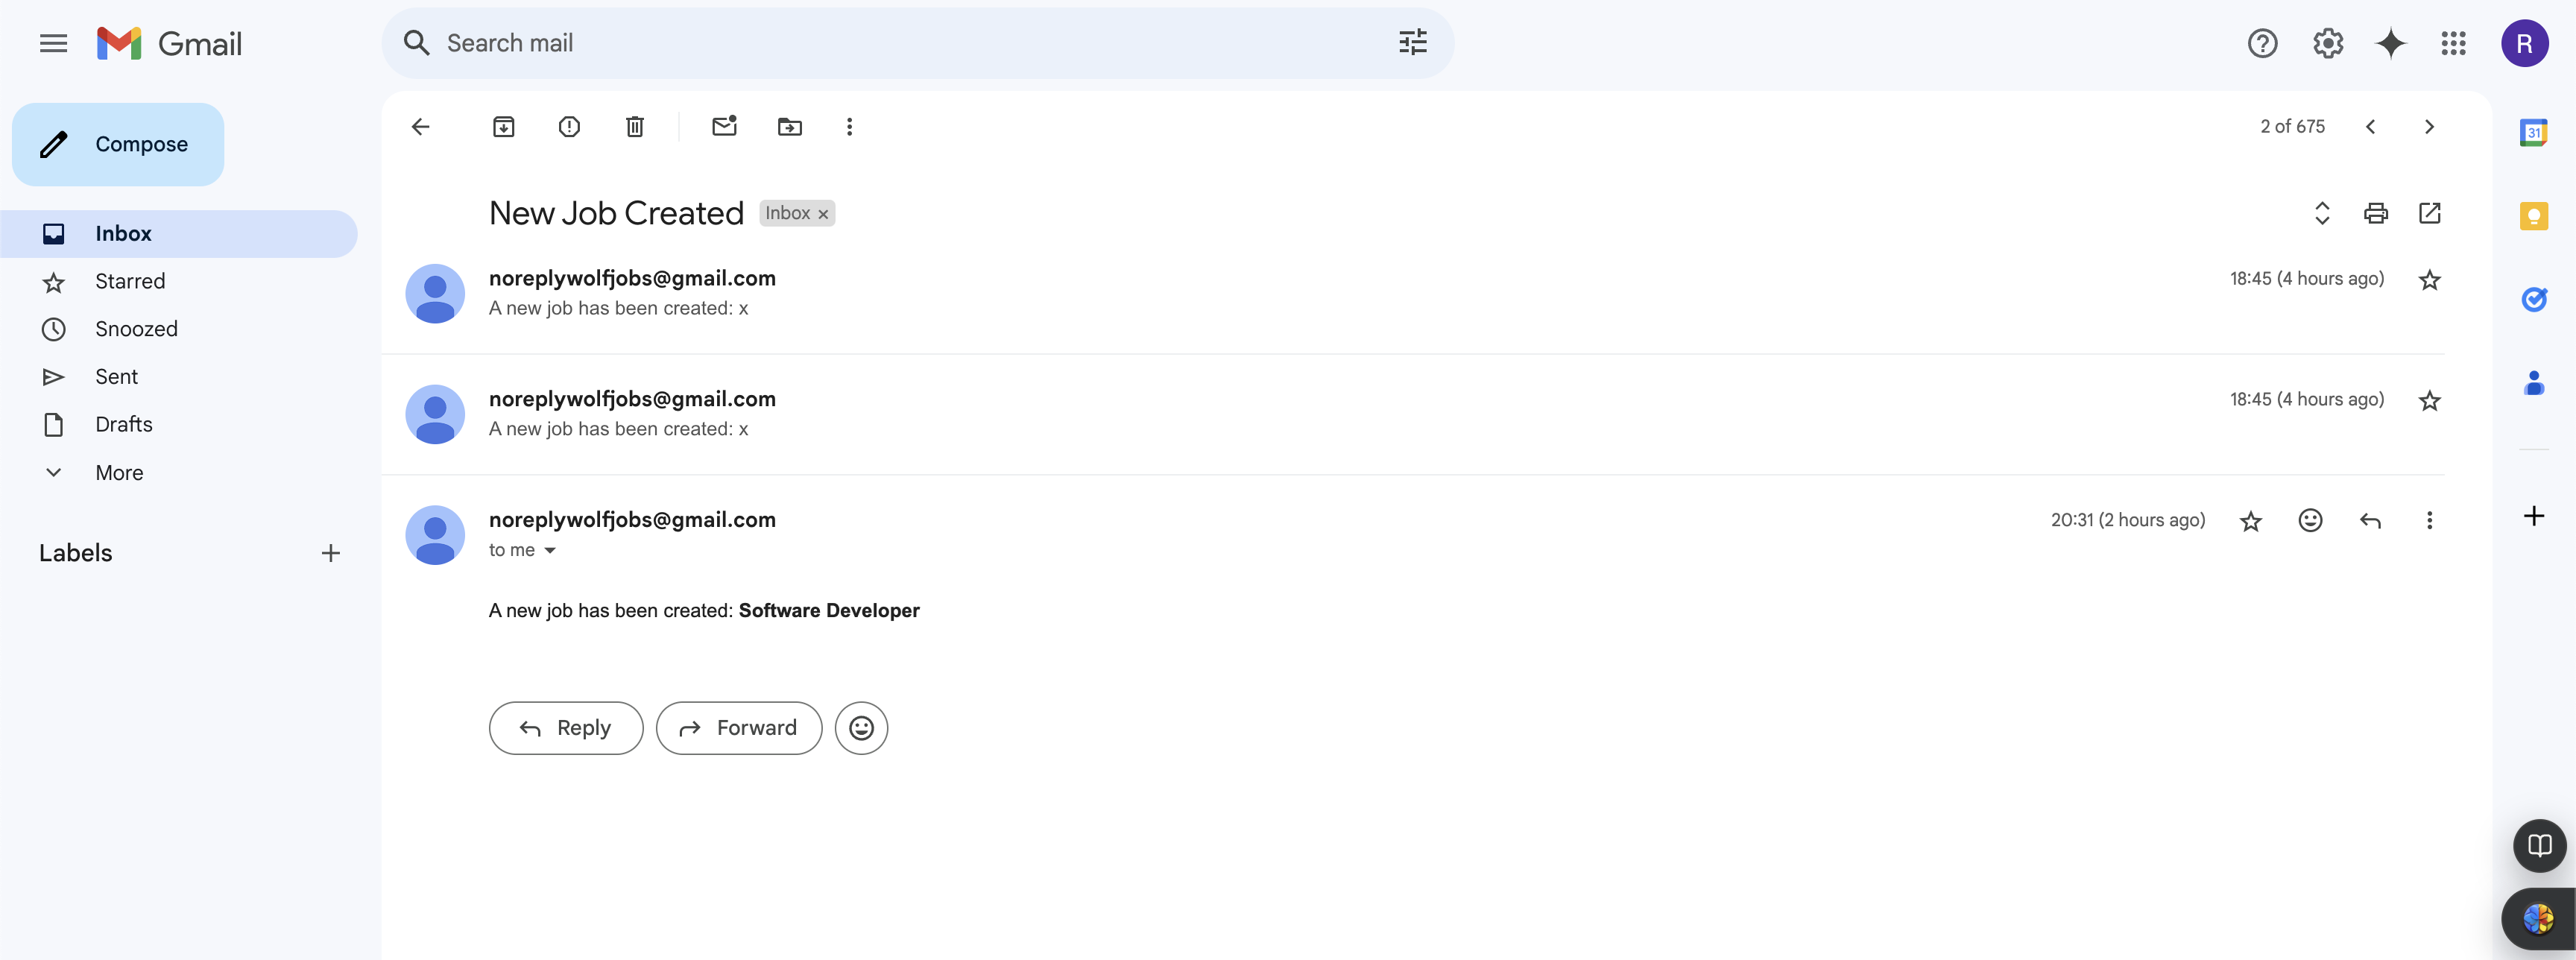 Gmail
Search mail
R
Compose
2 of 675
31
New Job Created
Inbox ×
Inbox
noreplywolfjobs@gmail.com
18:45 (4 hours ago)
Starred
A new job has been created: x
Snoozed
Sent
noreplywolfjobs@gmail.com
18:45 (4 hours ago)
Drafts
A new job has been created: x
More
noreplywolfjobs@gmail.com
20:31 (2 hours ago)
to me
Labels
A new job has been created: Software Developer
Reply
Forward